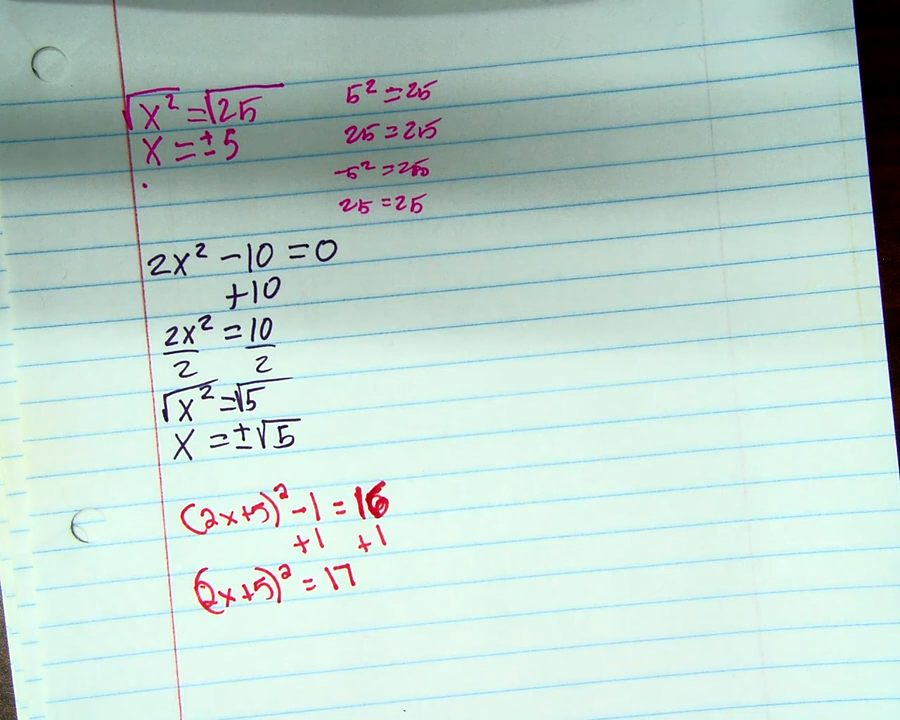 √x² = √25
x = ±5
5² = 25
25 = 25
-5² = 25
25 = 25
2x² - 10 = 0
+10
2x² = 10
2 2
√x² = √5
x = ±√5
(2x+5)² - 1 = 16
+1 +1
(2x+5)² = 17